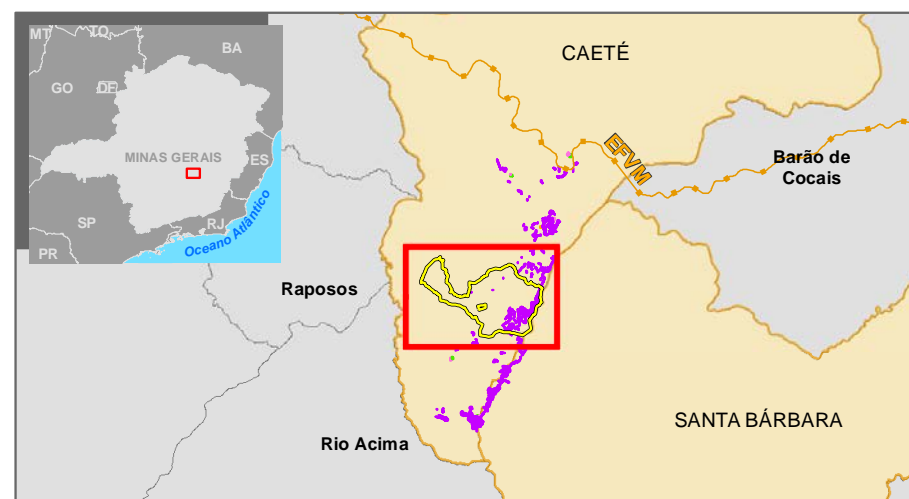 MT
TO
BA
GO
DF
MINAS GERAIS
ES
SP
RJ
PR
Oceano Atlântico
CAETÉ
EFVM
Barão de
Cocais
Raposos
Rio Acima
SANTA BÁRBARA